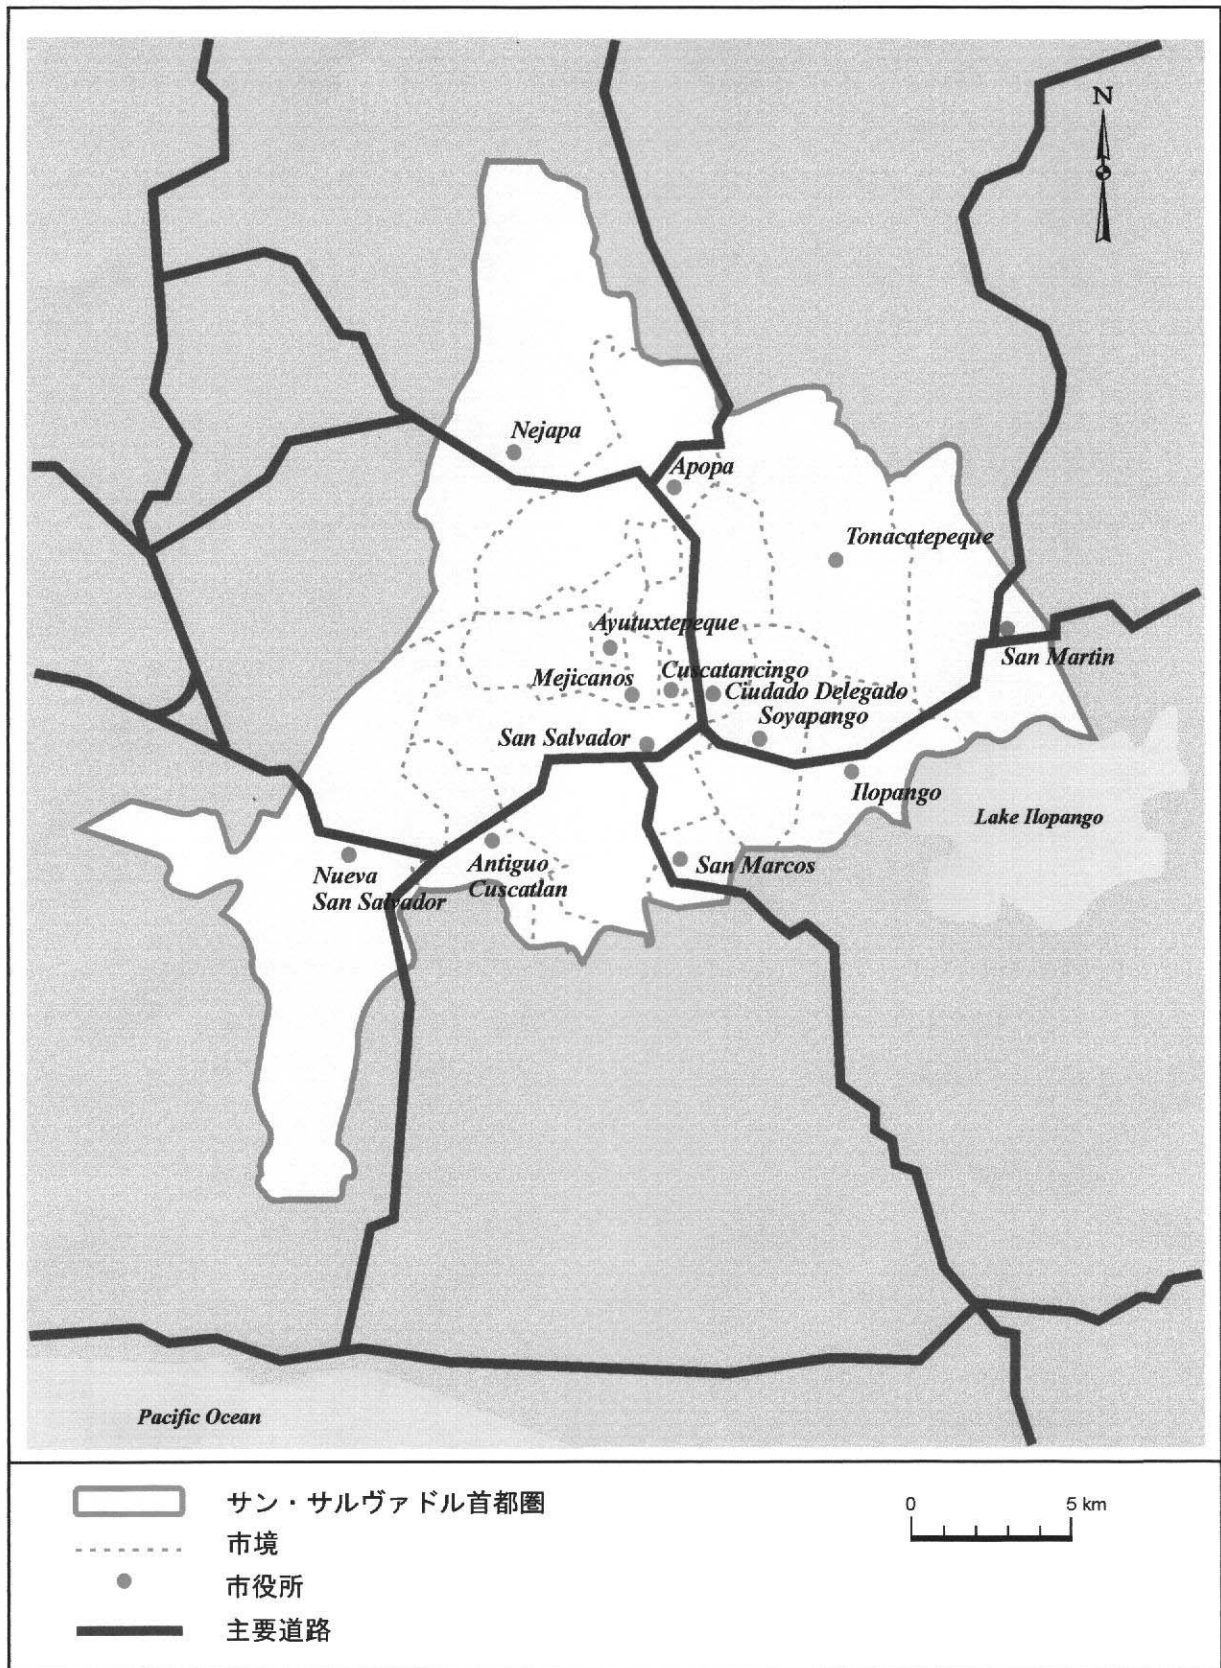 N
Nejapa
Apopa
Tonacatepeque
Ayutuxtepeque
San Martin
Cuscatancingo
Mejicanos
Ciudado Delegado
Soyapango
San Salvador
Ilopango
Lake Ilopango
San Marcos
Antiguo
Cuscatlan
Nueva
San Salvador
Pacific Ocean
サン・サルヴァドル首都圏
市境
市役所
主要道路
0 5 km